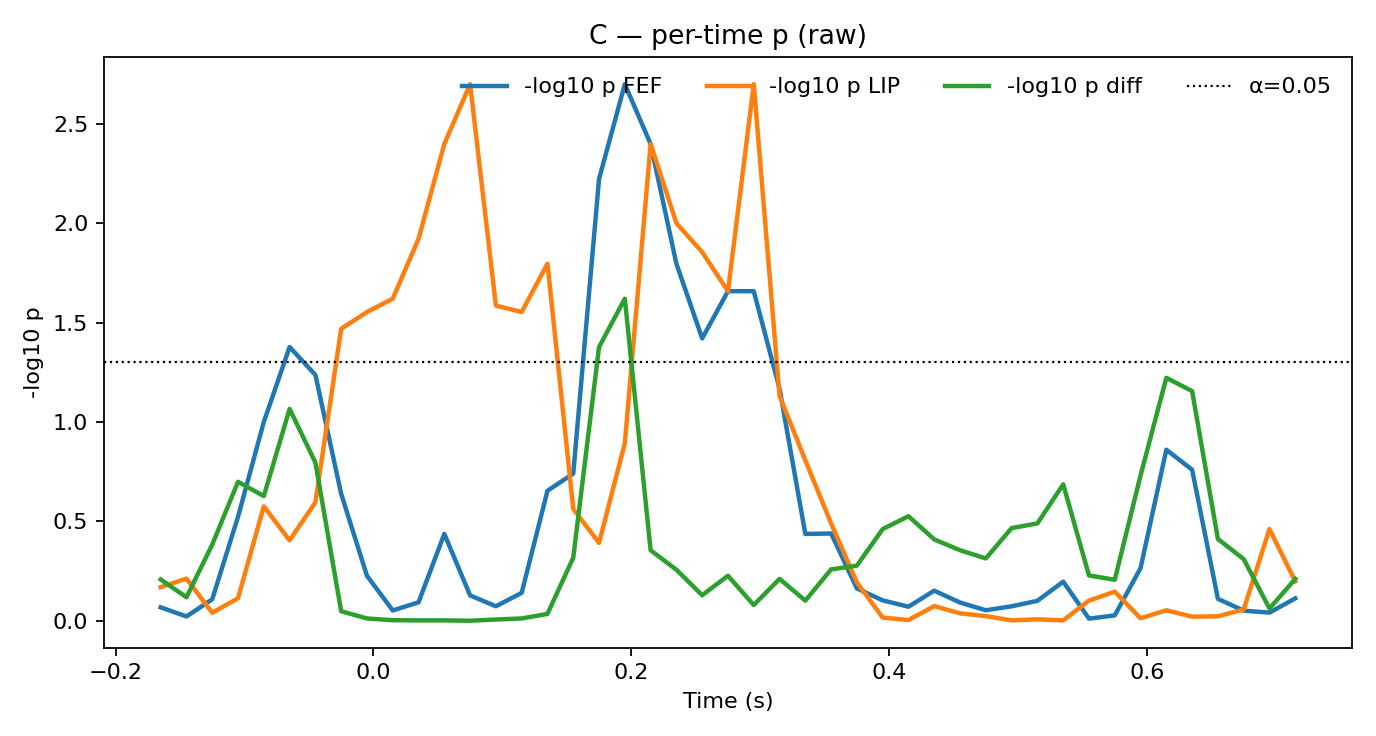 C — per-time p (raw)
-log10 p FEF
-log10 p LIP
-log10 p diff
α=0.05
-log10 p
2.5
2.0
1.5
1.0
0.5
0.0
−0.2
0.0
0.2
0.4
0.6
Time (s)